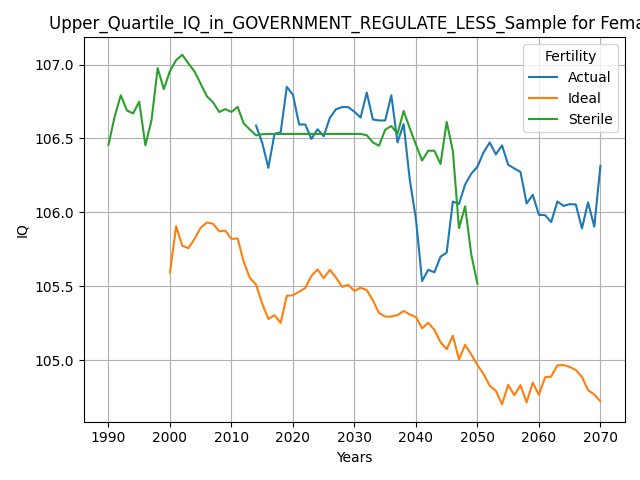 Upper_Quartile_IQ_in_GOVERNMENT_REGULATE_LESS_Sample for Fema
Fertility
Actual
Ideal
Sterile
107.0
106.5
106.0
105.5
105.0
IQ
1990 2000 2010 2020 2030 2040 2050 2060 2070
Years